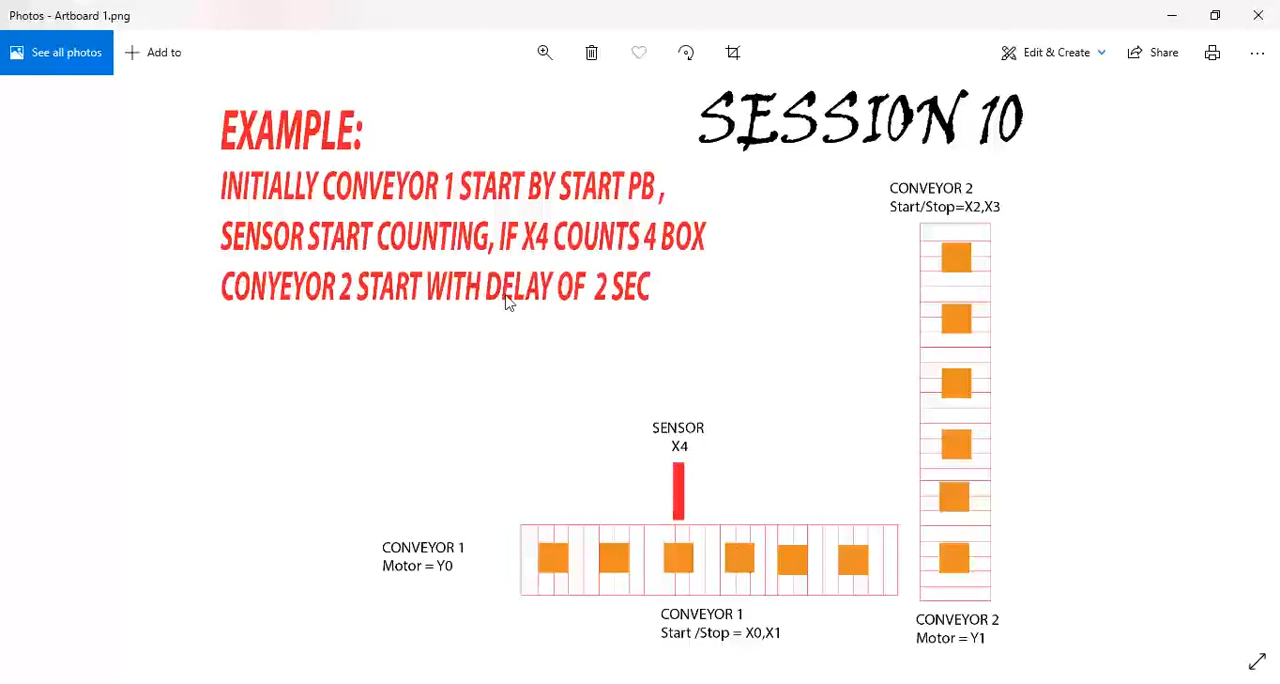 Photos - Artboard 1.png
See all photos
Add to
Edit & Create
Share
SESSION 10
EXAMPLE:
INITIALLY CONVEYOR 1 START BY START PB ,
SENSOR START COUNTING, IF X4 COUNTS 4 BOX
CONYEYOR 2 START WITH DELAY OF 2 SEC
CONVEYOR 2
Start/Stop=X2,X3
SENSOR
X4
CONVEYOR 1
Motor = Y0
CONVEYOR 1
Start /Stop = X0,X1
CONVEYOR 2
Motor = Y1